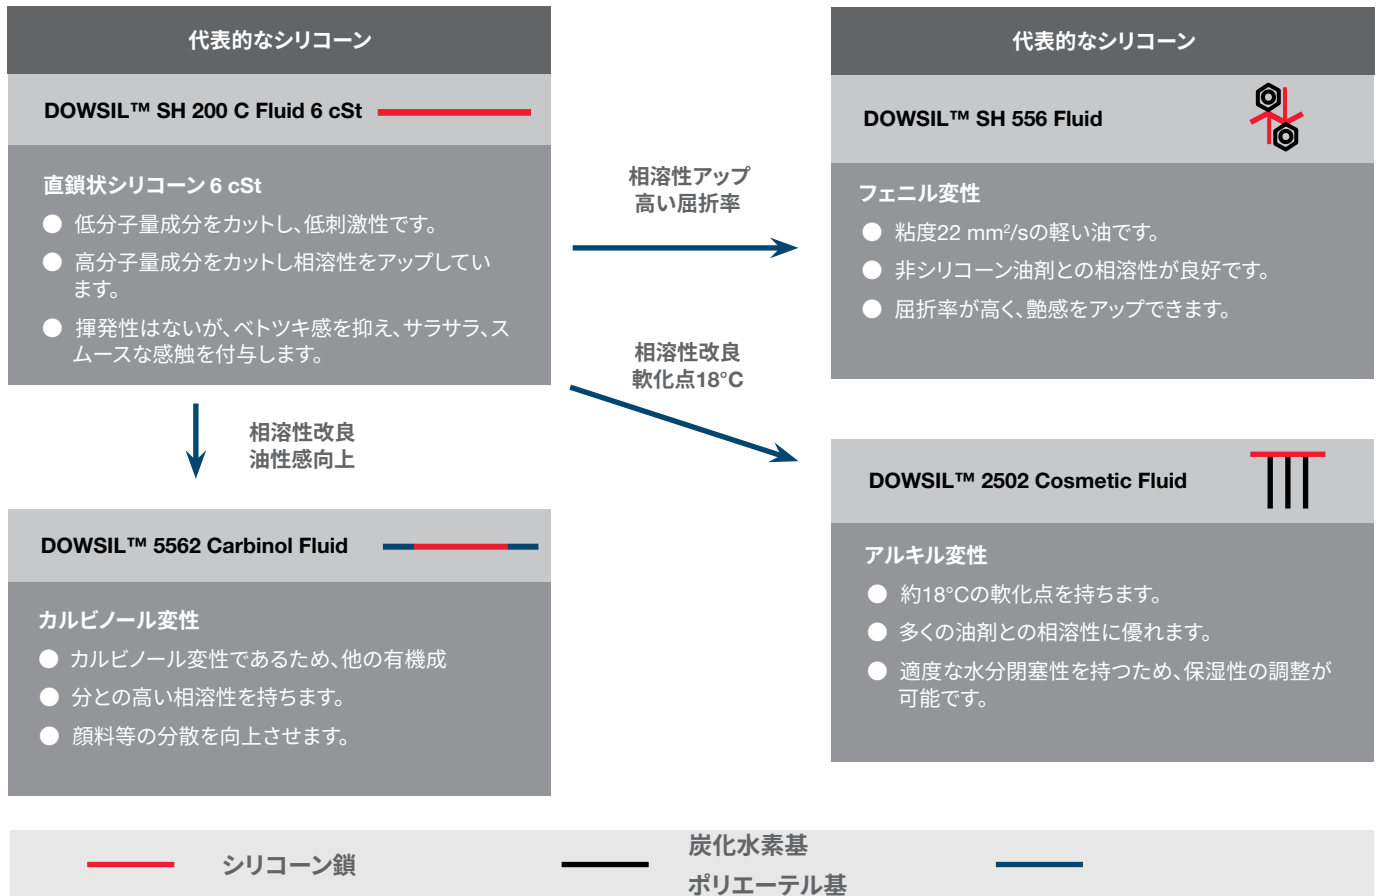 代表的なシリコーン
DOWSIL™ SH 200 C Fluid 6 cSt
直鎖状シリコーン 6 cSt
● 低分子量成分をカットし、低刺激性です。
● 高分子量成分をカットし相溶性をアップしてい
ます。
● 揮発性はないが、ベトツキ感を抑え、サラサラ、ス
ムースな感触を付与します。
相溶性アップ
高い屈折率
相溶性改良
軟化点18°C
相溶性改良
油性感向上
代表的なシリコーン
DOWSIL™ SH 556 Fluid
フェニル変性
● 粘度22 mm²/sの軽い油です。
● 非シリコーン油剤との相溶性が良好です。
● 屈折率が高く、艶感をアップできます。
DOWSIL™ 5562 Carbinol Fluid
カルビノール変性
● カルビノール変性であるため、他の有機成
● 分との高い相溶性を持ちます。
● 顔料等の分散を向上させます。
DOWSIL™ 2502 Cosmetic Fluid
アルキル変性
● 約18°Cの軟化点を持ちます。
● 多くの油剤との相溶性に優れます。
● 適度な水分閉塞性を持つため、保湿性の調整が
可能です。
シリコーン鎖
炭化水素基
ポリエーテル基